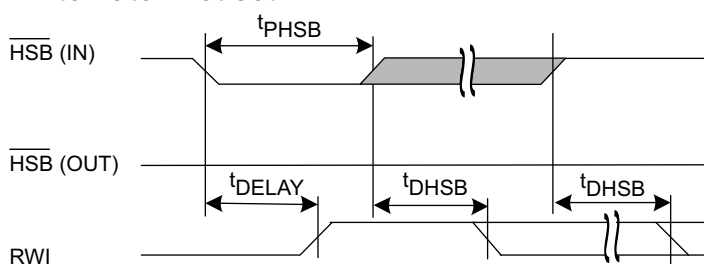 tPHSB
HSB (IN)
HSB (OUT)
tDELAY
tDHSB
tDHSB
RWI